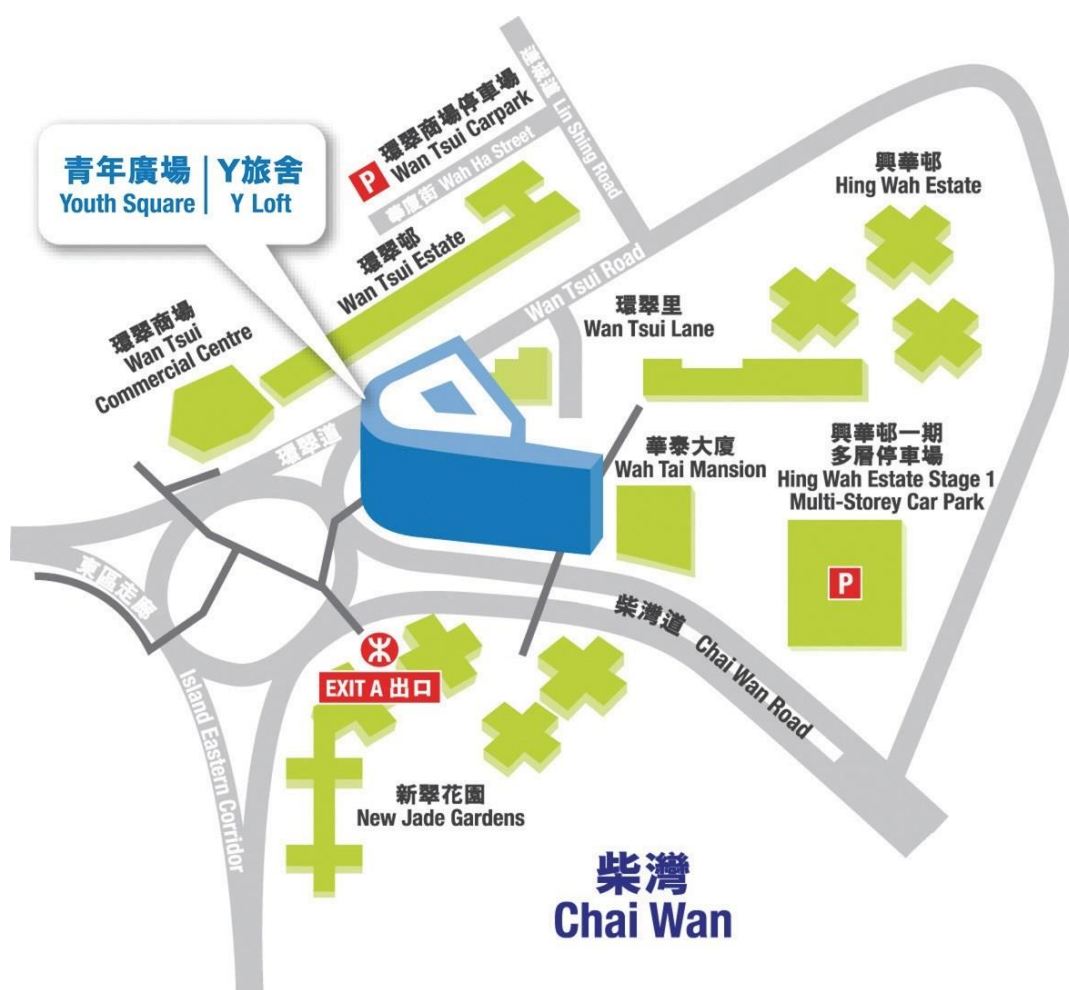 青年廣場 Y旅舍
Youth Square Y Loft
P
環翠商場停車場
Wan Tsui Carpark
華廈街 Wah Ha Street
連城道 Lin Shing Road
環翠邨
Wan Tsui Estate
環翠商場
Wan Tsui
Commercial Centre
環翠道
Wan Tsui Road
環翠里
Wan Tsui Lane
興華邨
Hing Wah Estate
華泰大廈
Wah Tai Mansion
興華邨一期
多層停車場
Hing Wah Estate Stage 1
Multi-Storey Car Park
P
東區走廊
Island Eastern Corridor
EXIT A 出口
柴灣道 Chai Wan Road
新翠花園
New Jade Gardens
柴灣
Chai Wan